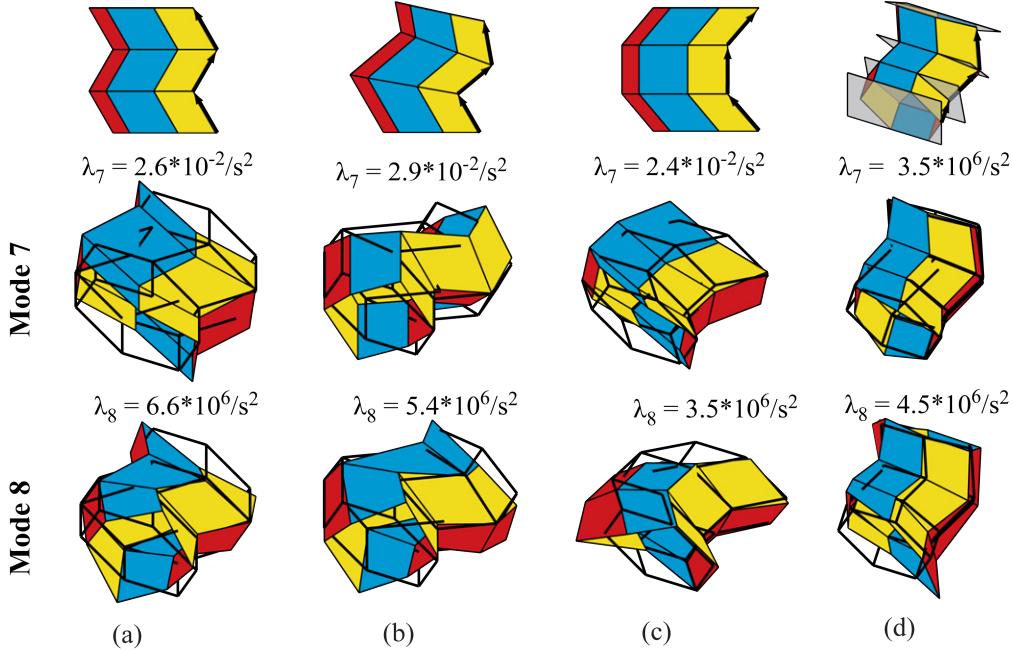 λ7 = 2.6*10-2/s2 λ7 = 2.9*10-2/s2 λ7 = 2.4*10-2/s2 λ7 = 3.5*106/s2
Mode 7
λ8 = 6.6*106/s2 λ8 = 5.4*106/s2 λ8 = 3.5*106/s2 λ8 = 4.5*106/s2
Mode 8
(a) (b) (c) (d)